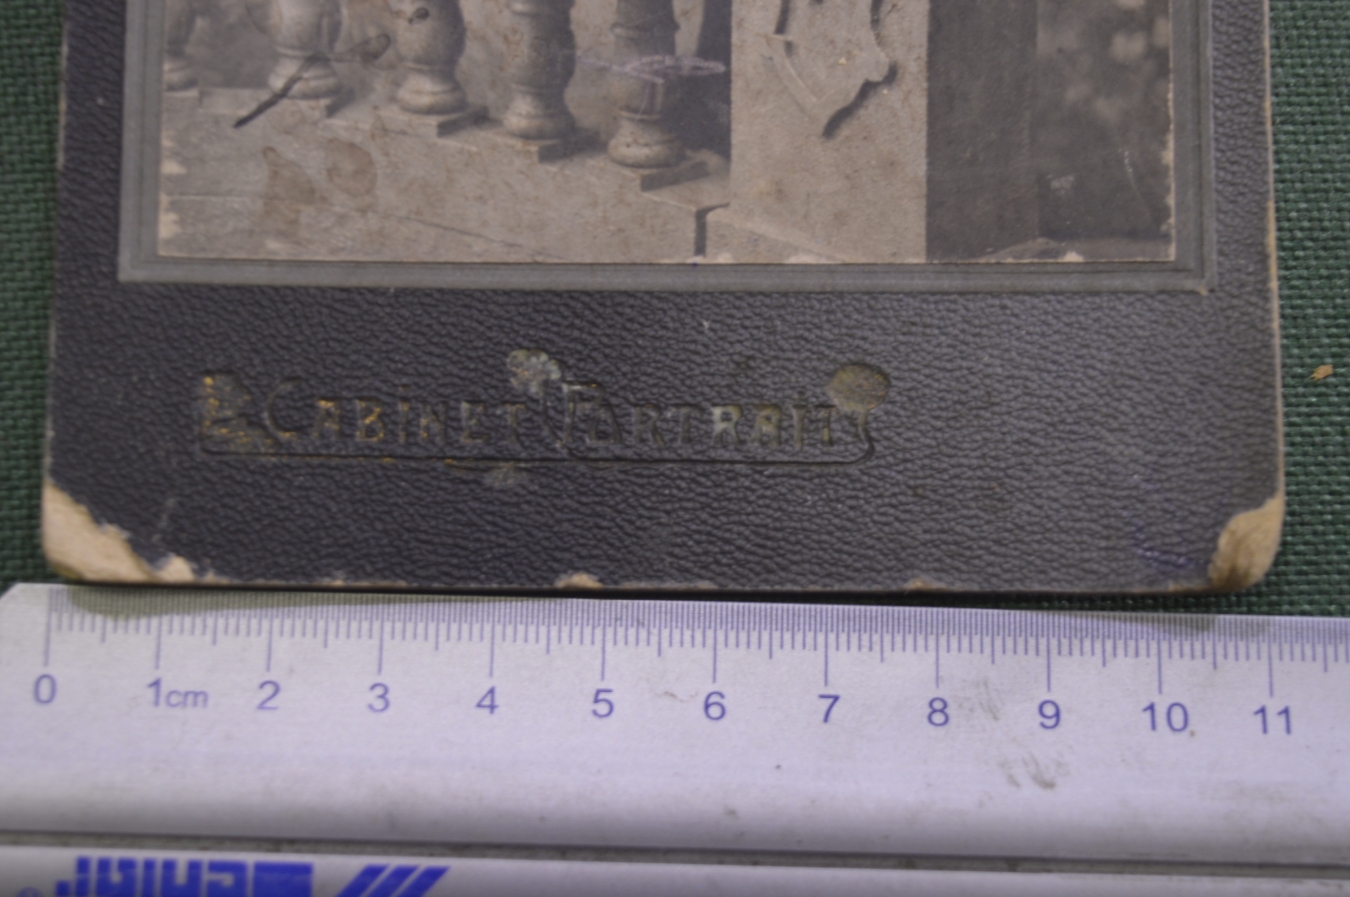 Cabinet Portrait
0 1cm 2 3 4 5 6 7 8 9 10 11